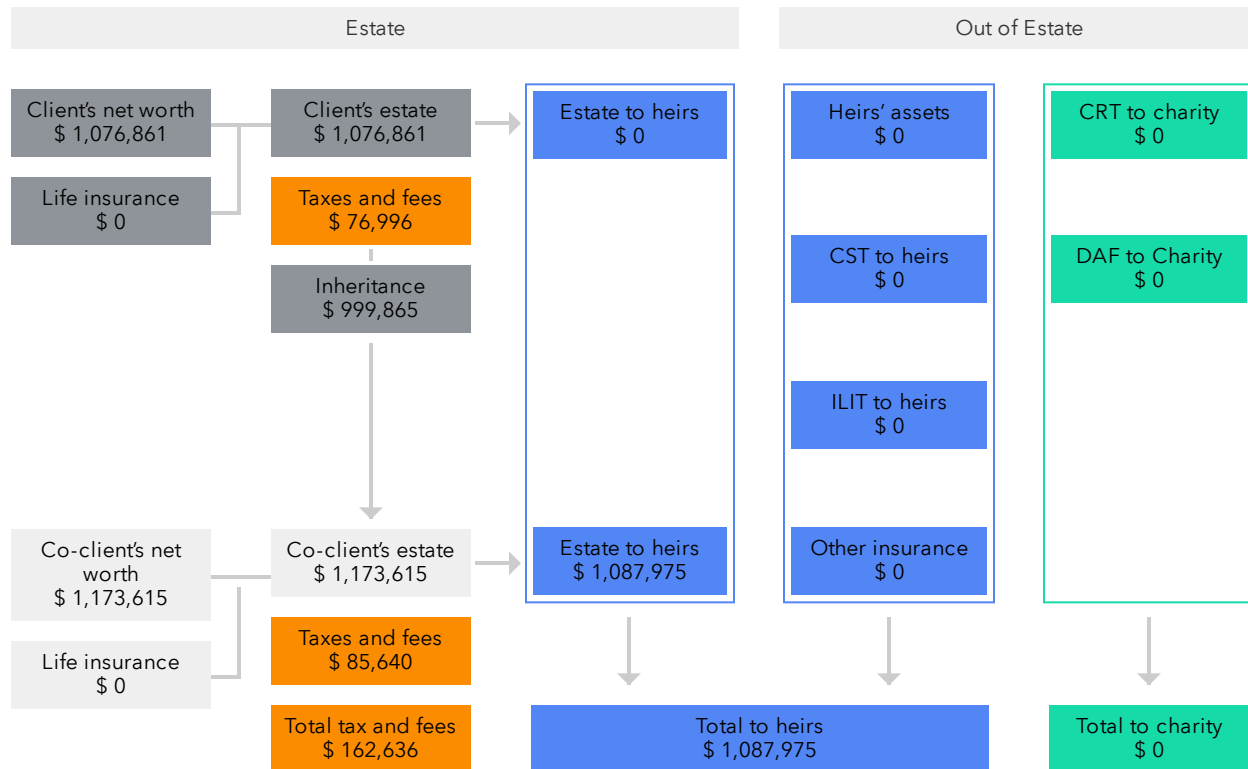 Estate
Out of Estate
Client's net worth
$ 1,076,861
Client's estate
$ 1,076,861
Estate to heirs
$ 0
Heirs’ assets
$ 0
CRT to charity
$ 0
Life insurance
$ 0
Taxes and fees
$ 76,996
CST to heirs
$ 0
DAF to Charity
$ 0
Inheritance
$ 999,865
ILIT to heirs
$ 0
Co-client's net
worth
$ 1,173,615
Co-client's estate
$ 1,173,615
Estate to heirs
$ 1,087,975
Other insurance
$ 0
Life insurance
$ 0
Taxes and fees
$ 85,640
Total tax and fees
$ 162,636
Total to heirs
$ 1,087,975
Total to charity
$ 0